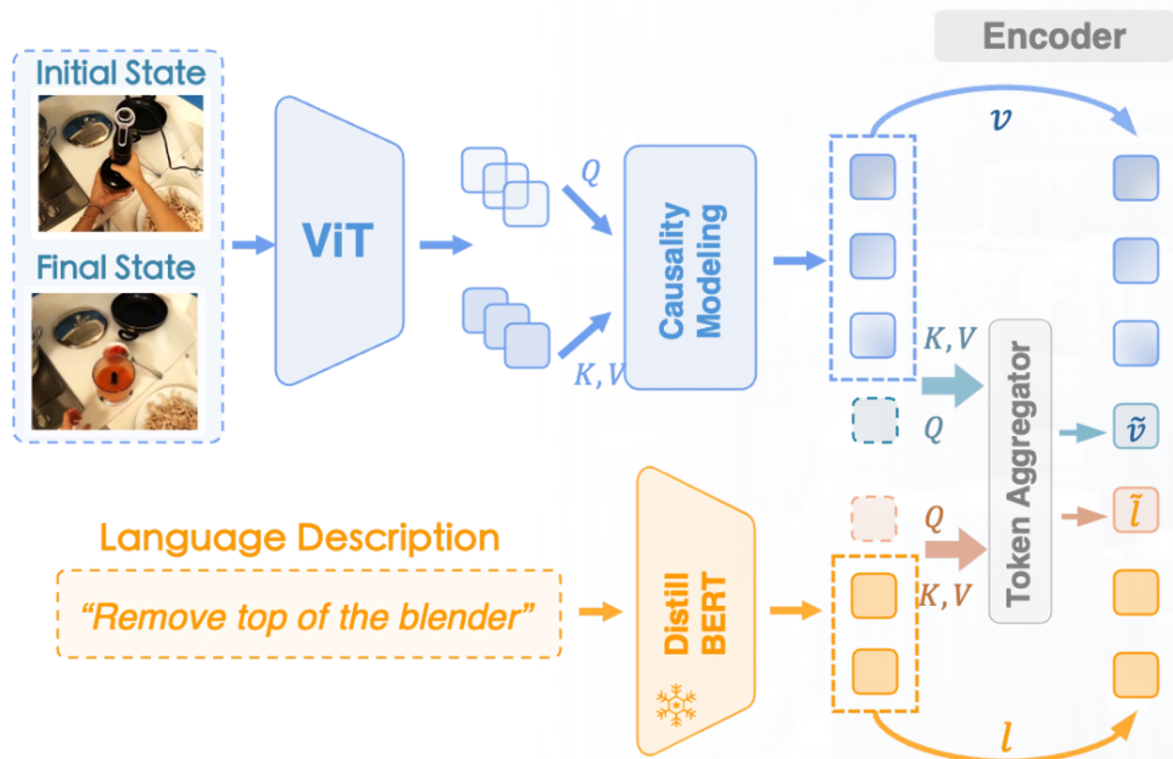 Encoder
Initial State
v
Q
ViT
Causality
Modeling
Final State
K, V
K, V
Q
Token Aggregator
ṽ
Q
l̃
K, V
Language Description
“Remove top of the blender”
Distill
BERT
l